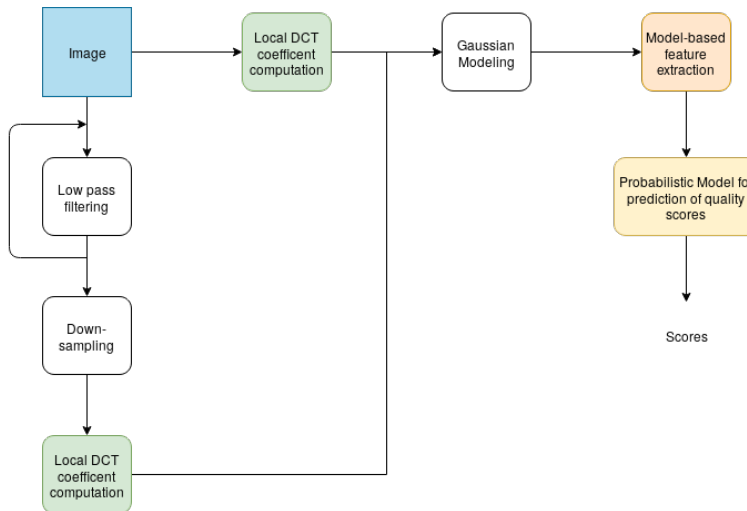 Image
Local DCT
coefficent
computation
Gaussian
Modeling
Model-based
feature
extraction
Low pass
filtering
Probabilistic Model fo
prediction of quality
scores
Down-
sampling
Scores
Local DCT
coefficent
computation